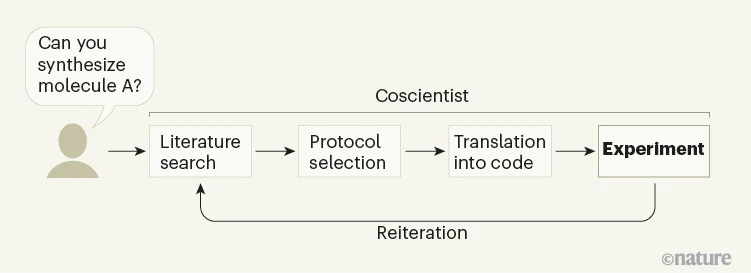 Can you
synthesize
molecule A?
Coscientist
Literature
search
Protocol
selection
Translation
into code
Experiment
Reiteration
©nature